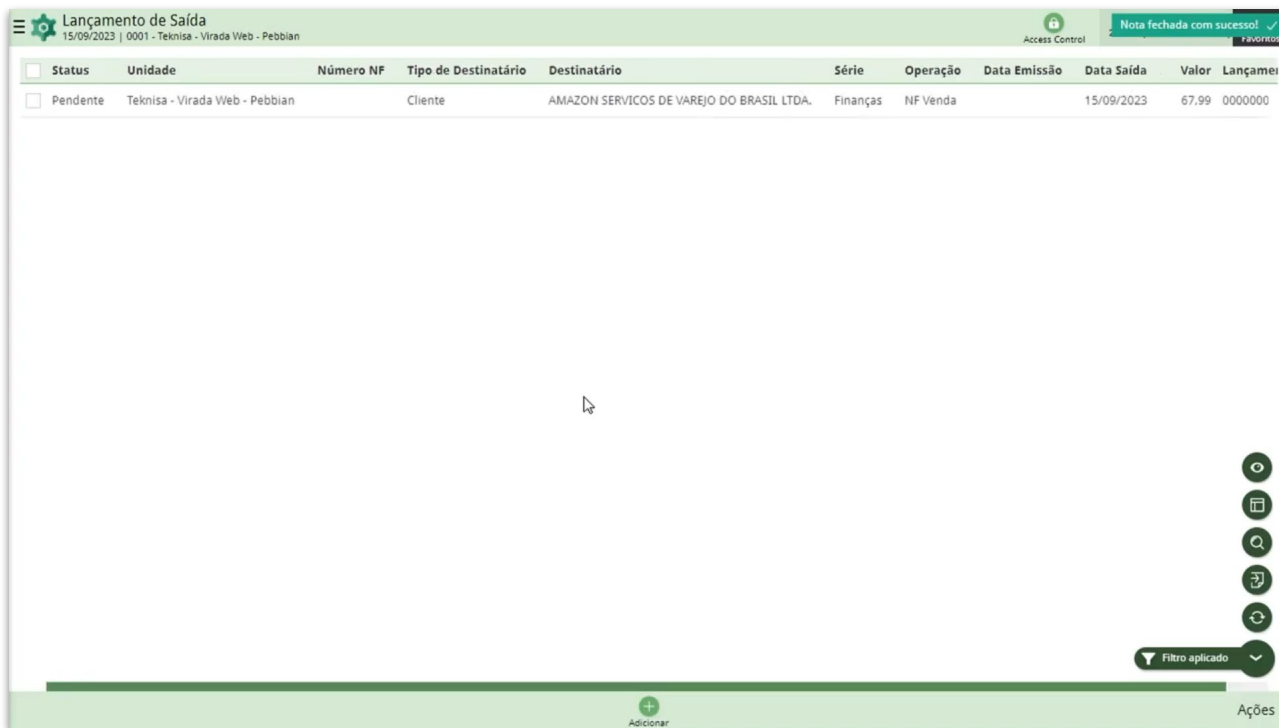 Lançamento de Saída
15/09/2023 | 0001 - Teknisa - Virada Web - Pebbian
Access Control
Nota fechada com sucesso!
Favoritos
Status Unidade Número NF Tipo de Destinatário Destinatário Série Operação Data Emissão Data Saída Valor Lançame
Pendente Teknisa - Virada Web - Pebbian Cliente AMAZON SERVICOS DE VAREJO DO BRASIL LTDA. Finanças NF Venda 15/09/2023 67,99 0000000
Filtro aplicado
Adicionar
Ações